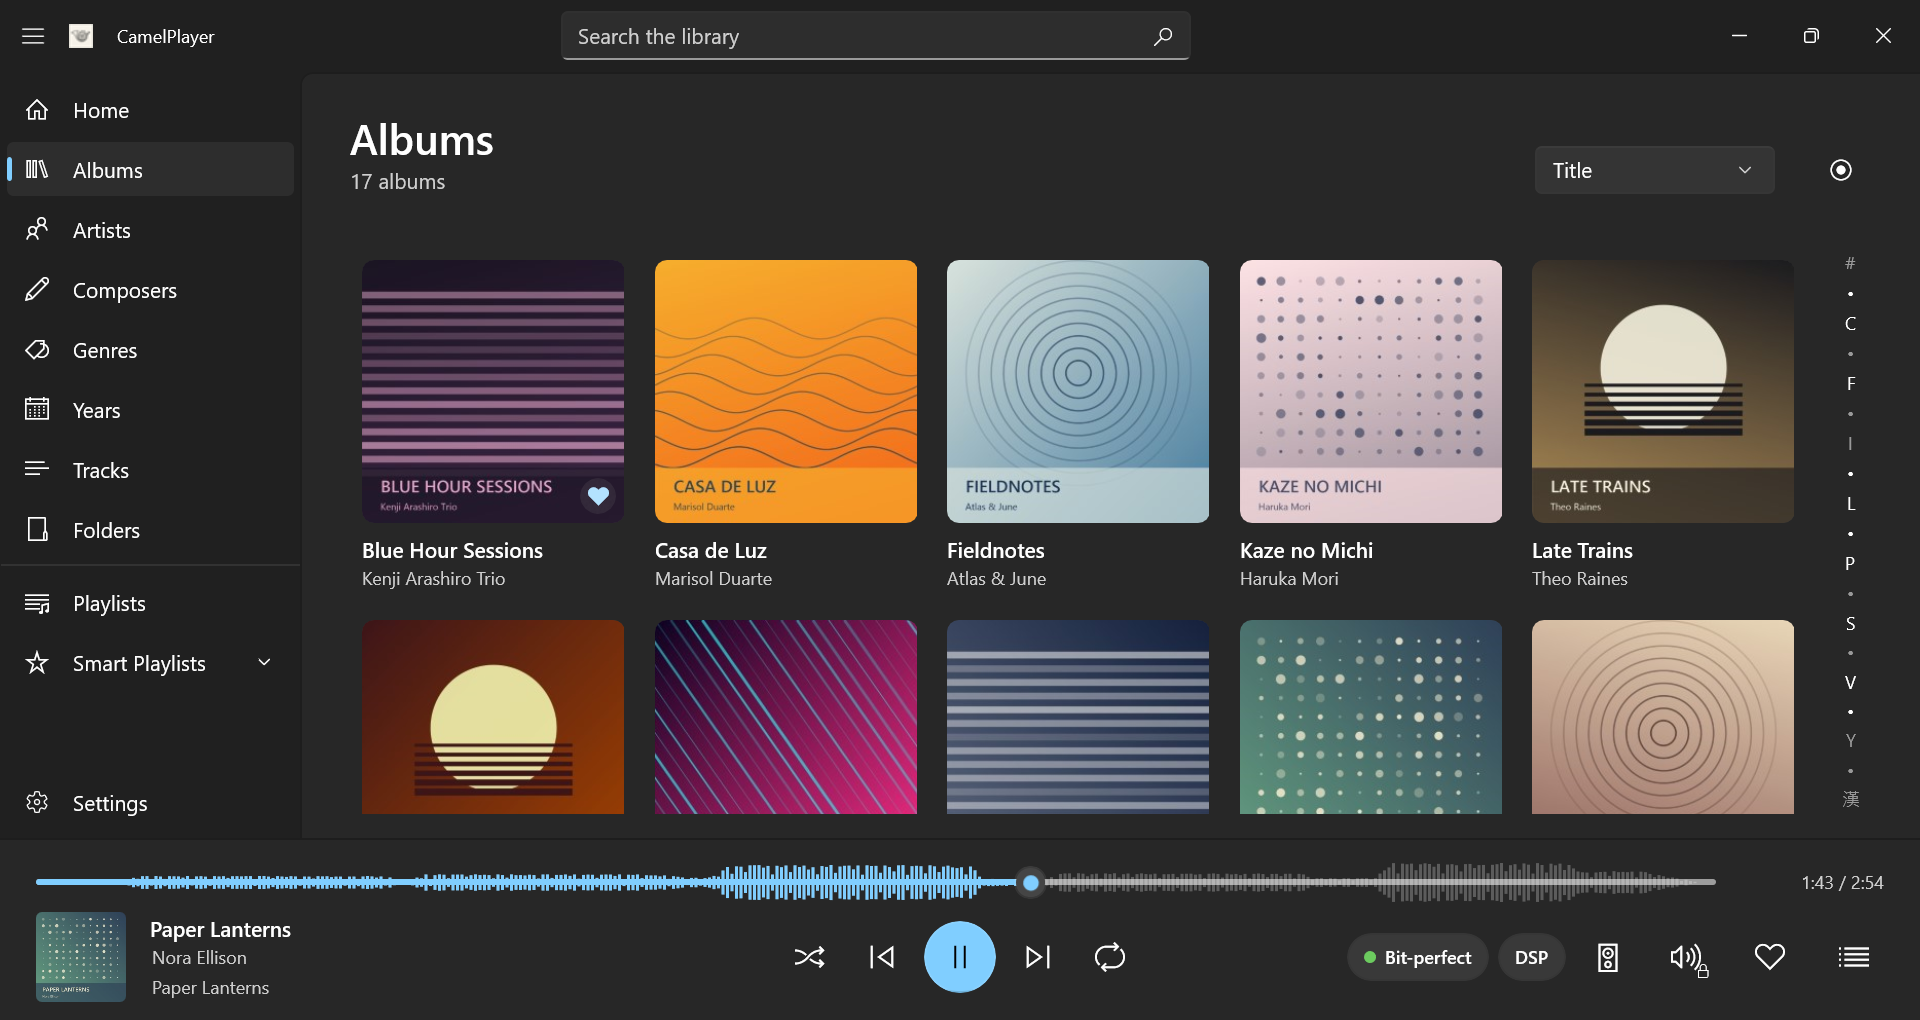 CamelPlayer
Search the library
Home
Albums
Artists
Composers
Genres
Years
Tracks
Folders
Playlists
Smart Playlists
Settings
Albums
17 albums
Title
BLUE HOUR SESSIONS
Kenji Arashiro Trio
Blue Hour Sessions
Kenji Arashiro Trio
CASA DE LUZ
Marisol Duarte
Casa de Luz
Marisol Duarte
FIELDNOTES
Atlas & June
Fieldnotes
Atlas & June
KAZE NO MICHI
Haruka Mori
Kaze no Michi
Haruka Mori
LATE TRAINS
Theo Raines
Late Trains
Theo Raines
#
C
F
I
L
P
S
V
Y
漢
1:43 / 2:54
PAPER LANTERNS
Paper Lanterns
Nora Ellison
Paper Lanterns
Bit-perfect
DSP